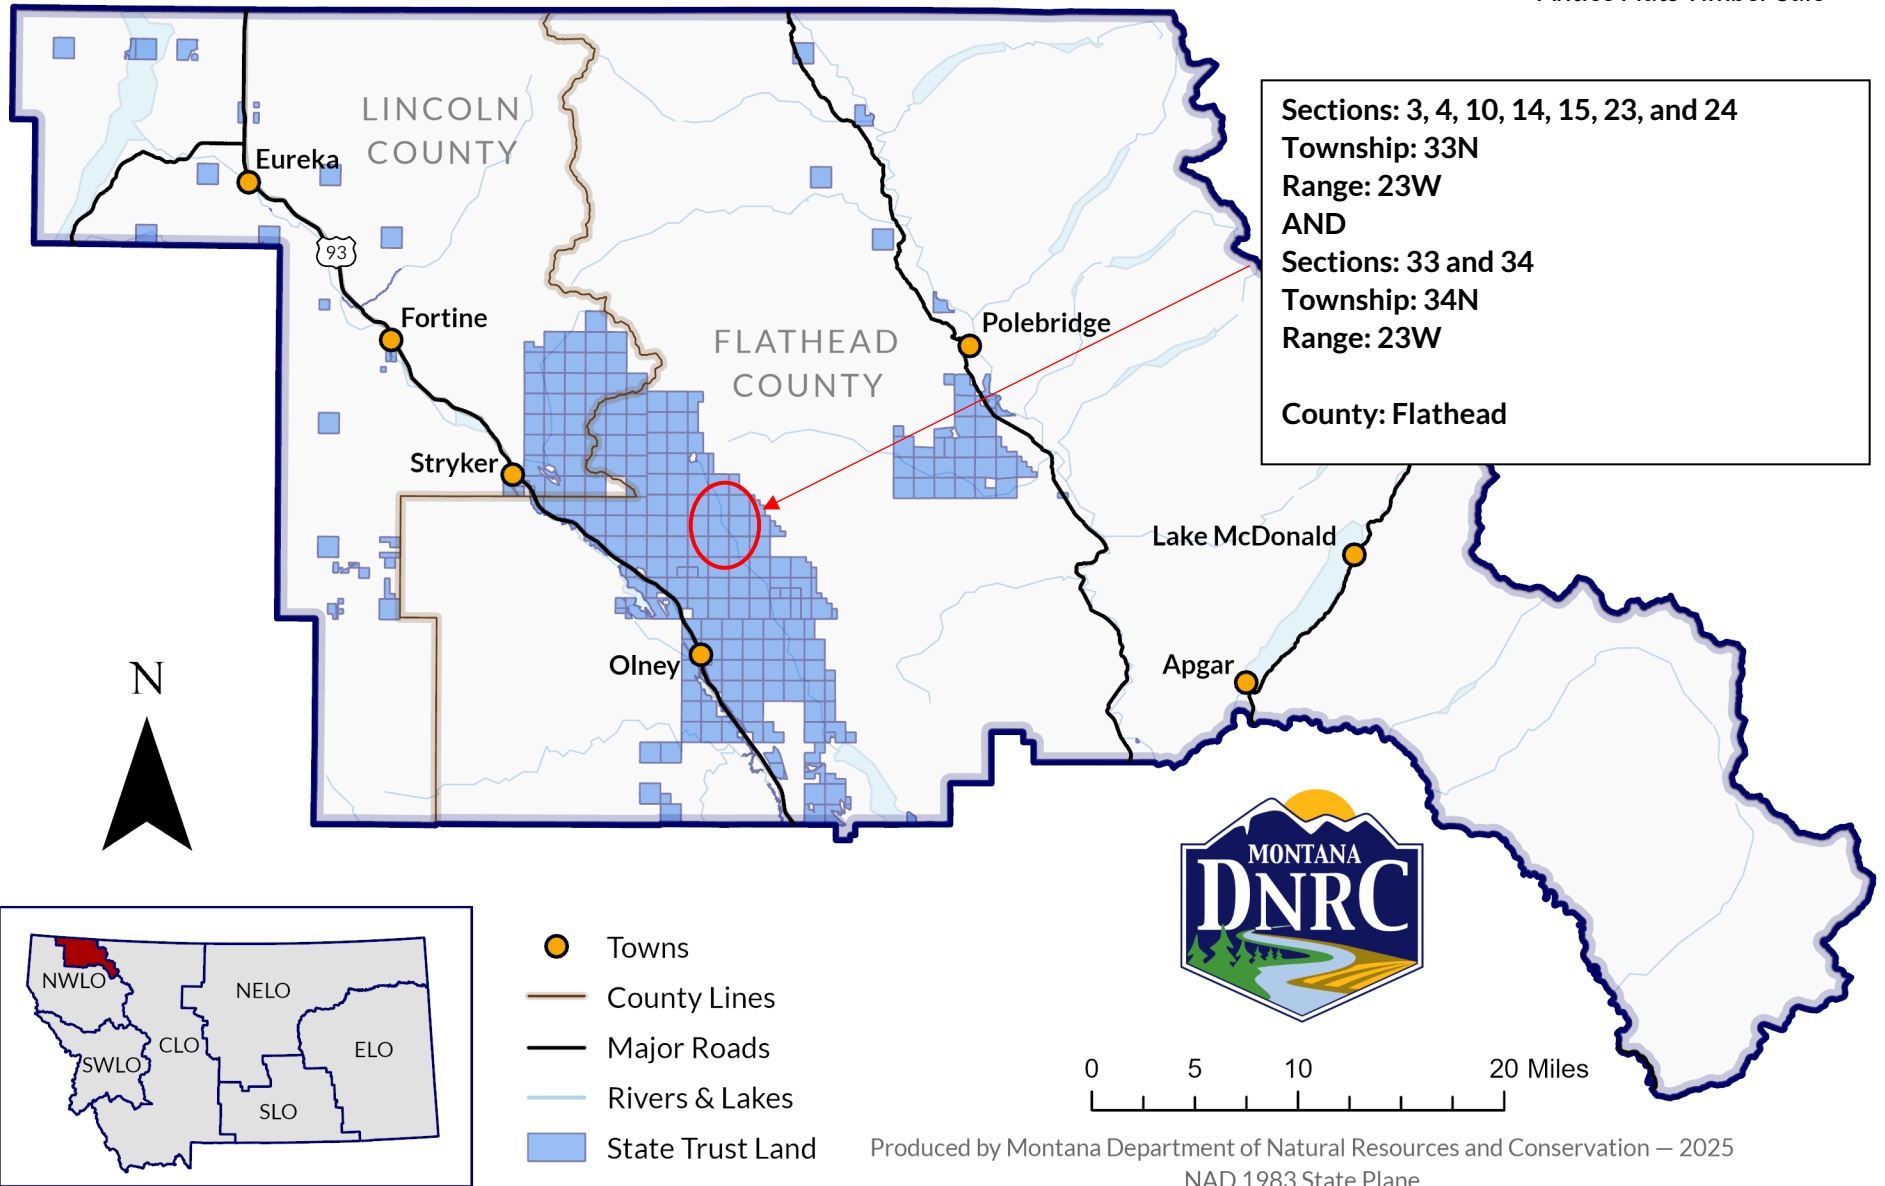 Sections: 3, 4, 10, 14, 15, 23, and 24
Township: 33N
Range: 23W
AND
Sections: 33 and 34
Township: 34N
Range: 23W
County: Flathead
LINCOLN
COUNTY
Eureka
93
Fortine
FLATHEAD
COUNTY
Polebridge
Stryker
Lake McDonald
Olney
Apgar
N
MONTANA
DNRC
NWLO
NELO
CLO
SWLO
ELO
SLO
Towns
County Lines
Major Roads
Rivers & Lakes
State Trust Land
0 5 10 20 Miles
Produced by Montana Department of Natural Resources and Conservation — 2025
NAD 1983 State Plane